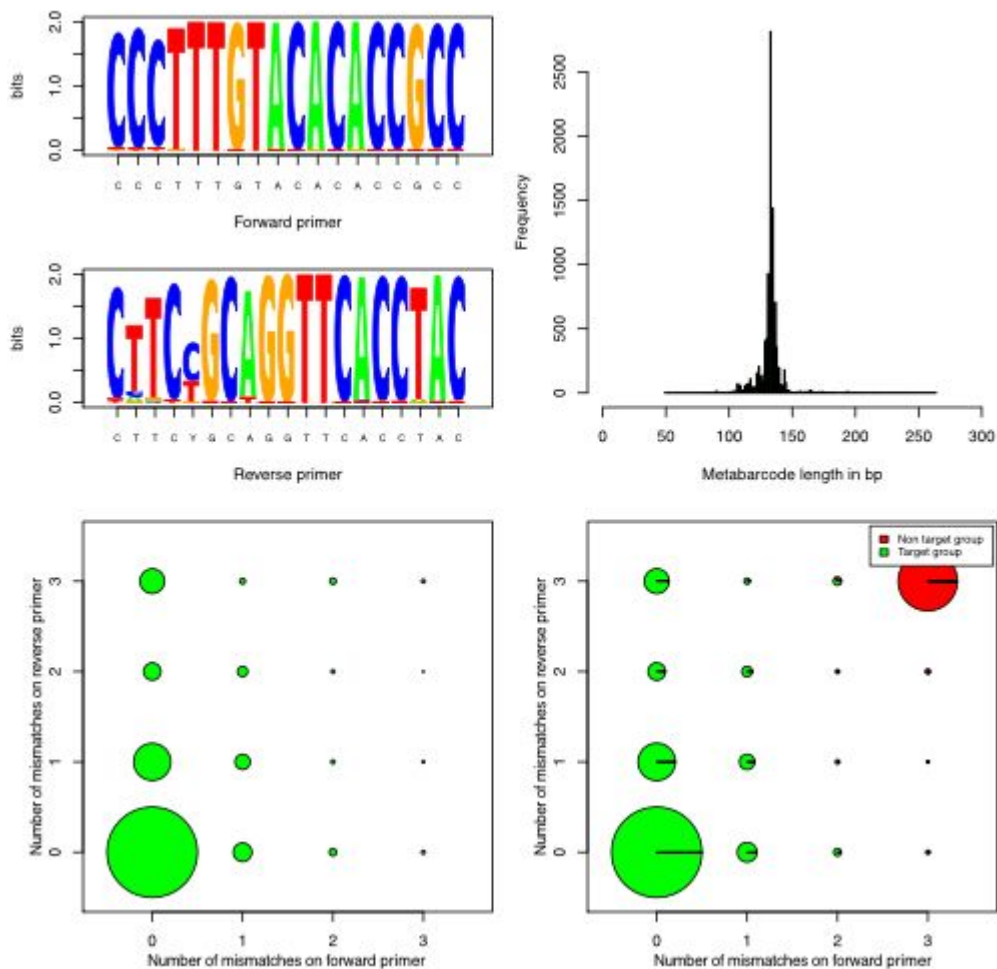 2.0
1.0
0.0
bits
CCCTTTGTACACACCGCC
C C C T T T G T A C A C A C C G C C
Forward primer
2.0
1.0
0.0
bits
CTTCCTGCAGGTTCACCTAC
C T T C Y G C A G G T T C A C C T A C
Reverse primer
2500
2000
1500
1000
500
0
Frequency
0 50 100 150 200 250 300
Metabarcode length in bp
3
2
1
0
Number of mismatches on reverse primer
0 1 2 3
Number of mismatches on forward primer
Non target group
Target group
3
2
1
0
Number of mismatches on reverse primer
0 1 2 3
Number of mismatches on forward primer